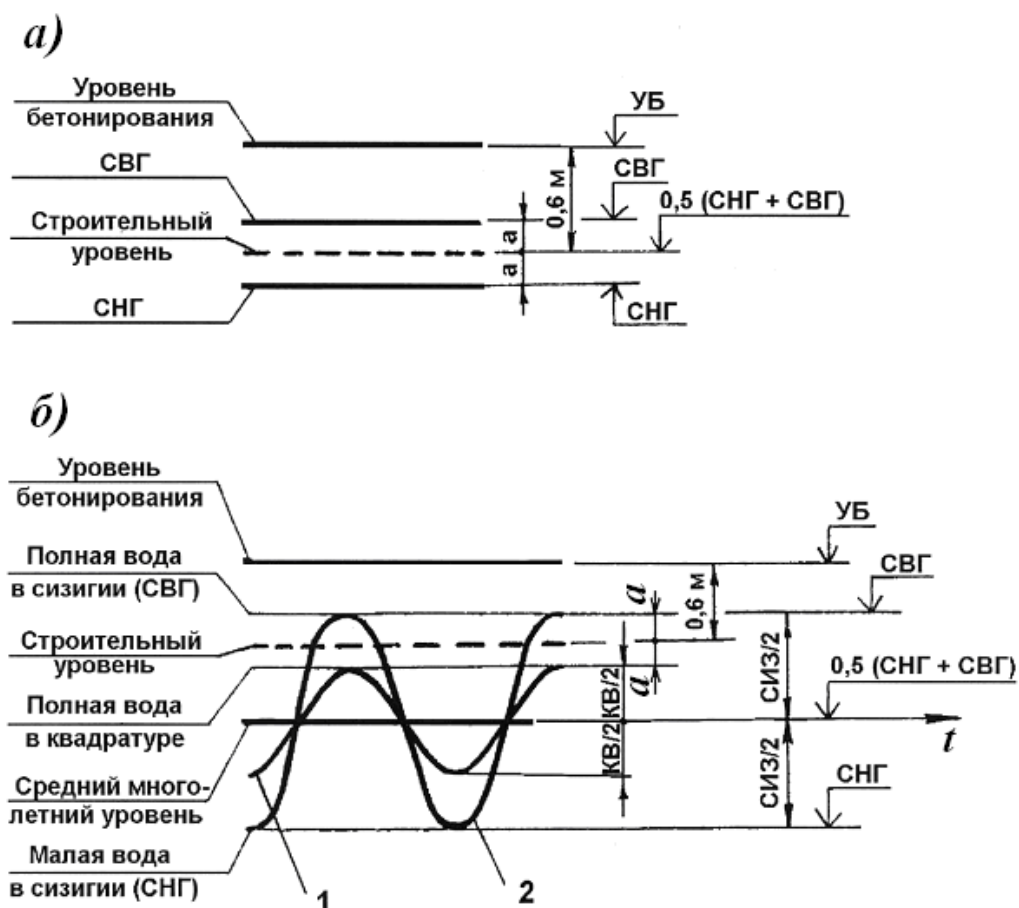 а)
Уровень
бетонирования
УБ
СВГ
СВГ
0,6 м
0,5 (СНГ + СВГ)
Строительный
уровень
а
а
СНГ
СНГ
б)
Уровень
бетонирования
УБ
Полная вода
в сизигии (СВГ)
СВГ
а
0,6 м
Строительный
уровень
а
КВ/2
СИЗ/2
0,5 (СНГ + СВГ)
Полная вода
в квадратуре
t
КВ/2
СИЗ/2
Средний много-
летний уровень
СНГ
Малая вода
в сизигии (СНГ)
1
2